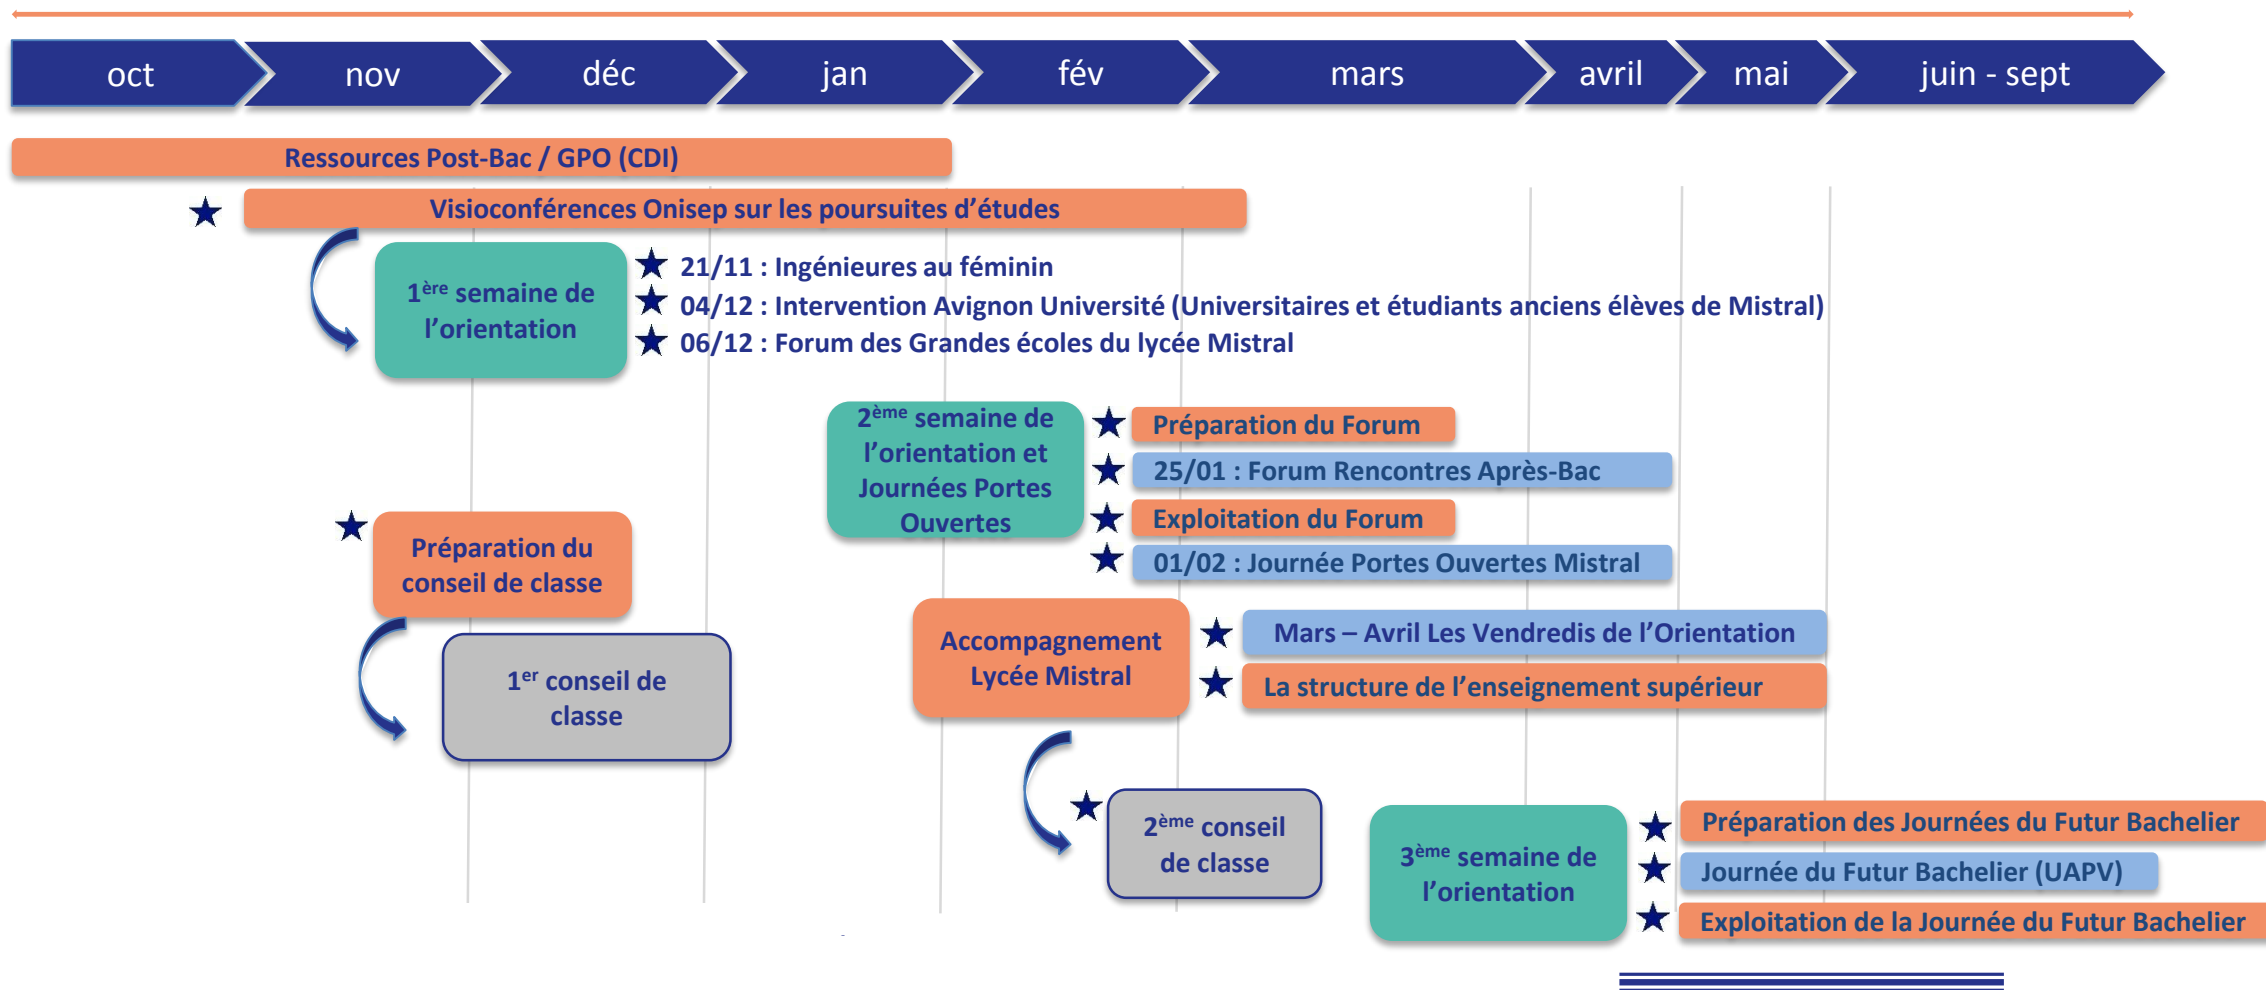 oct nov déc jan fév mars avril mai juin - sept
Ressources Post-Bac / GPO (CDI)
Visioconférences Onisep sur les poursuites d’études
1ère semaine de
l’orientation
21/11 : Ingénieures au féminin
04/12 : Intervention Avignon Université (Universitaires et étudiants anciens élèves de Mistral)
06/12 : Forum des Grandes écoles du lycée Mistral
2ème semaine de
l’orientation et
Journées Portes
Ouvertes
Préparation du Forum
25/01 : Forum Rencontres Après-Bac
Exploitation du Forum
01/02 : Journée Portes Ouvertes Mistral
Préparation du
conseil de classe
1er conseil de
classe
Accompagnement
Lycée Mistral
Mars – Avril Les Vendredis de l’Orientation
La structure de l’enseignement supérieur
2ème conseil
de classe
3ème semaine de
l’orientation
Préparation des Journées du Futur Bachelier
Journée du Futur Bachelier (UAPV)
Exploitation de la Journée du Futur Bachelier